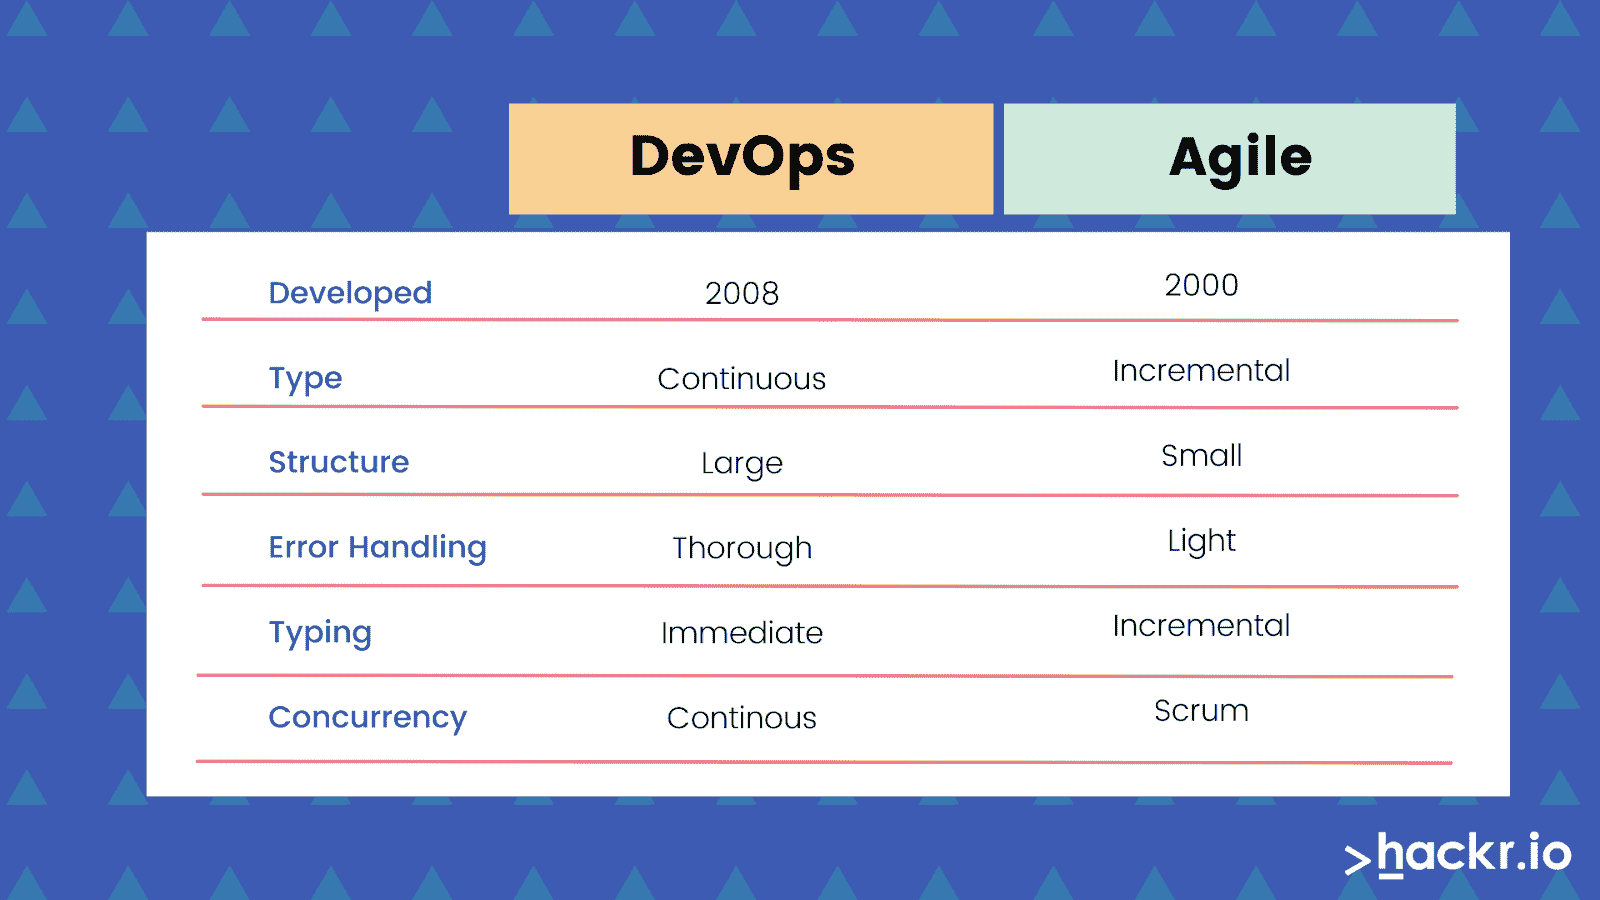 DevOps Agile
Developed 2008 2000
Type Continuous Incremental
Structure Large Small
Error Handling Thorough Light
Typing Immediate Incremental
Concurrency Continous Scrum
>hackr.io